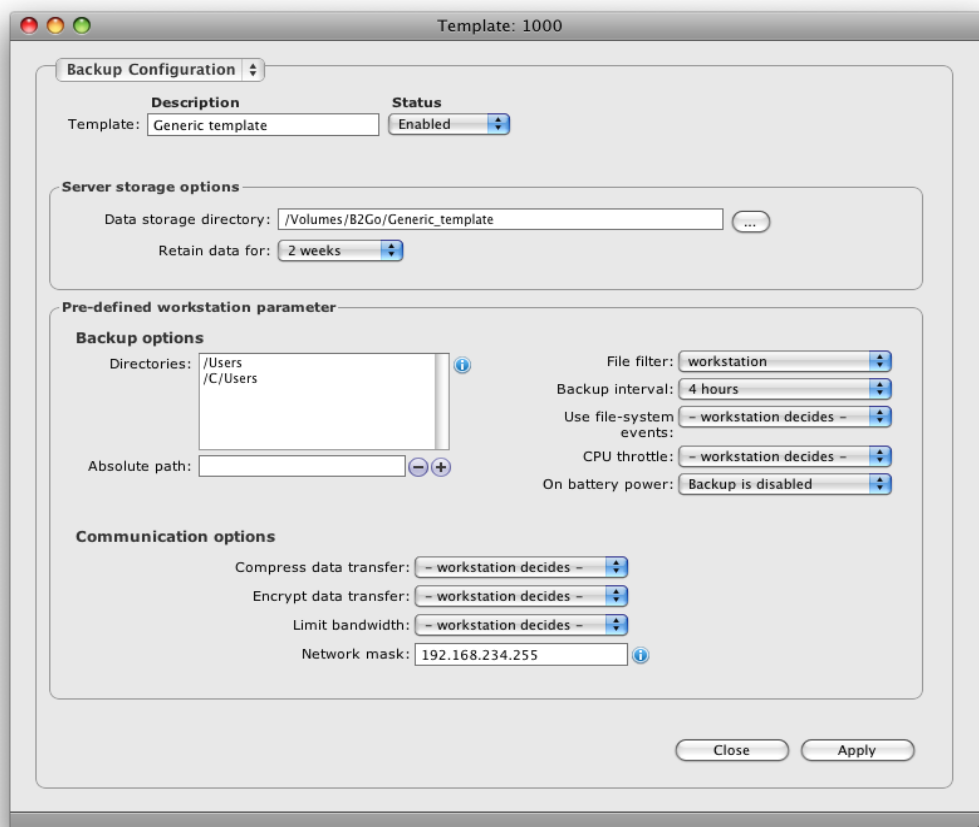 Template: 1000
Backup Configuration
Description Status
Template: Generic template Enabled
Server storage options
Data storage directory: /Volumes/B2Go/Generic_template ...
Retain data for: 2 weeks
Pre-defined workstation parameter
Backup options
Directories: /Users
/C/Users
Absolute path:
File filter: workstation
Backup interval: 4 hours
Use file-system - workstation decides -
events:
CPU throttle: - workstation decides -
On battery power: Backup is disabled
Communication options
Compress data transfer: - workstation decides -
Encrypt data transfer: - workstation decides -
Limit bandwidth: - workstation decides -
Network mask: 192.168.234.255
Close Apply